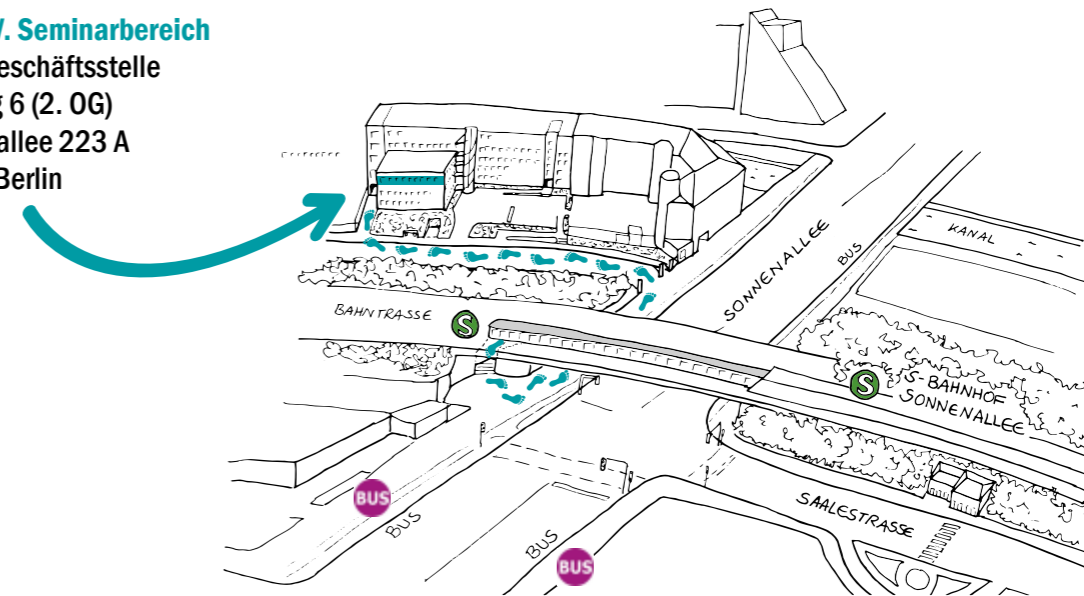 /. Seminarbereich
eschäftsstelle
g 6 (2. OG)
allee 223 A
Berlin
KANAL
SONNENALLEE
BUS
BAHNTRASSE
S
S
S-BAHNHOF
SONNENALLEE
SAALESTRASSE
BUS
BUS
BUS
BUS